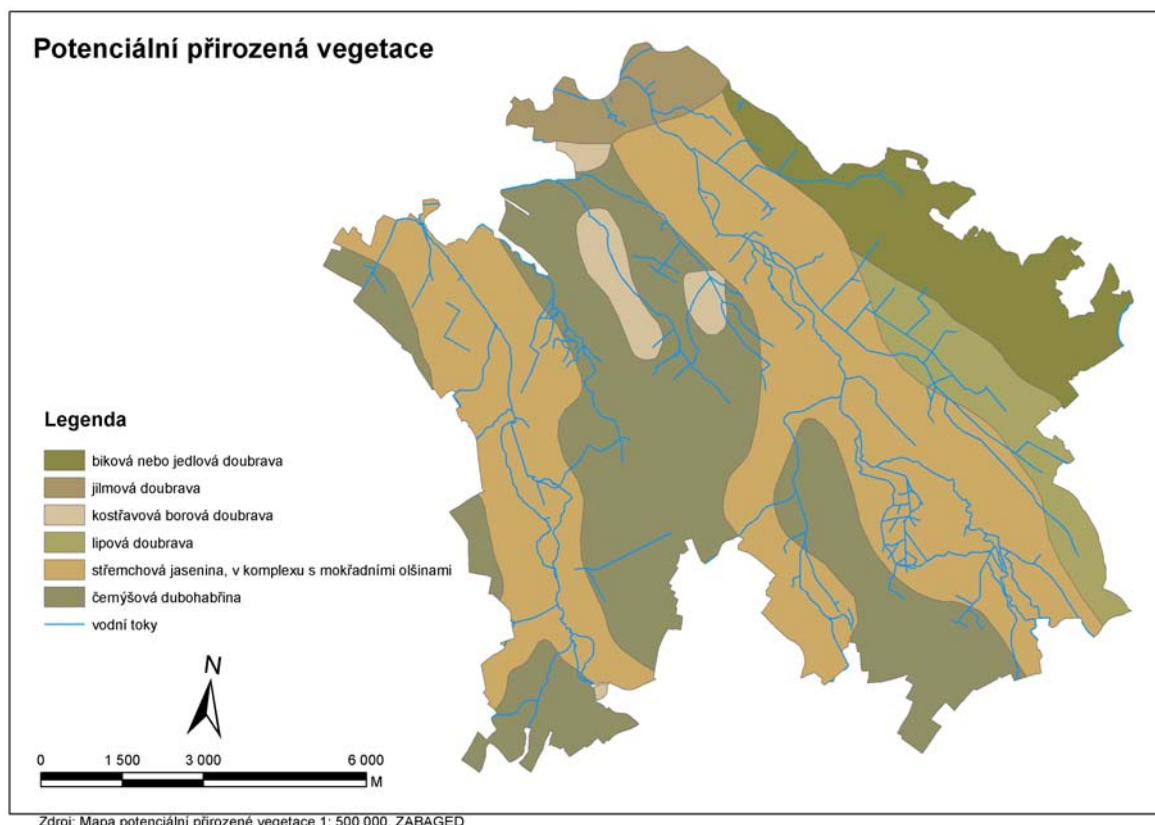 Potenciální přirozená vegetace
Legenda
biková nebo jedlová doubrava
jilmová doubrava
kostřavová borová doubrava
lipová doubrava
střemchová jasenina, v komplexu s mokřadními olšinami
černýšová dubohabřina
vodní toky
N
0 1 500 3 000 6 000
M
Zdroj: Mapa potenciální přirozené vegetace 1: 500 000, ZABAGED